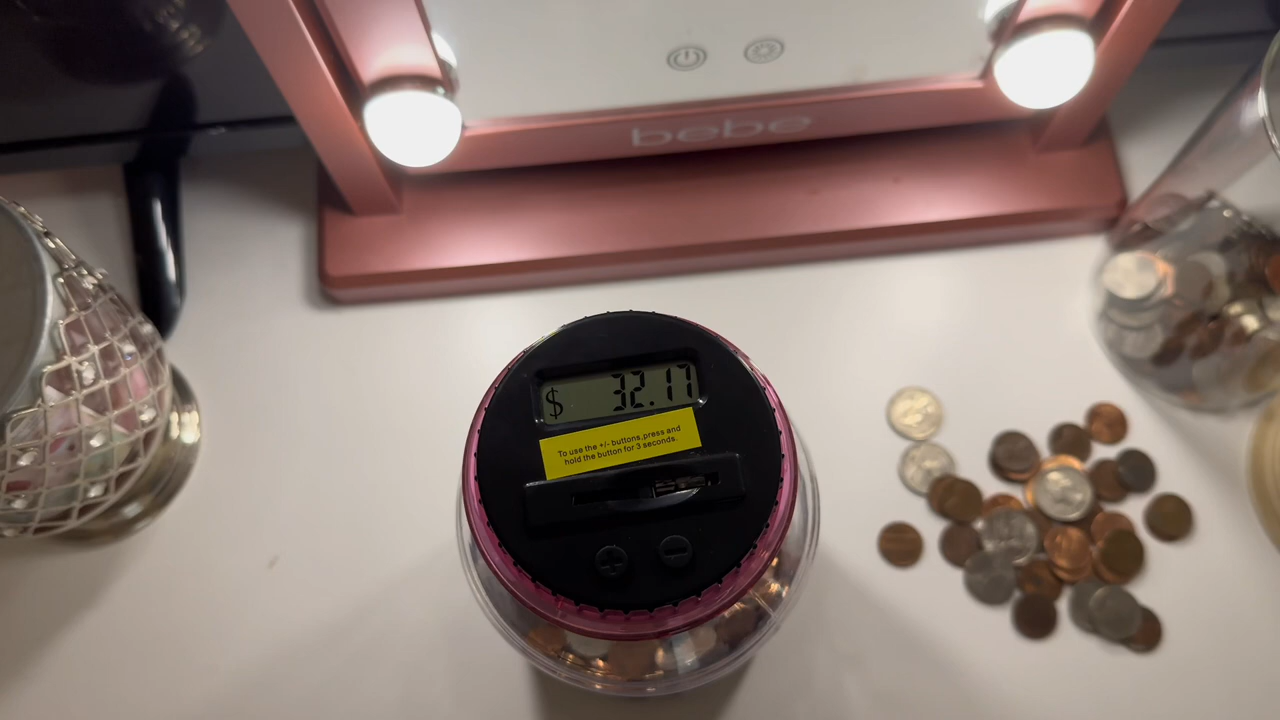 bebe
$ 32.17
To use the +/- buttons,press and
hold the button for 3 seconds.
+ -